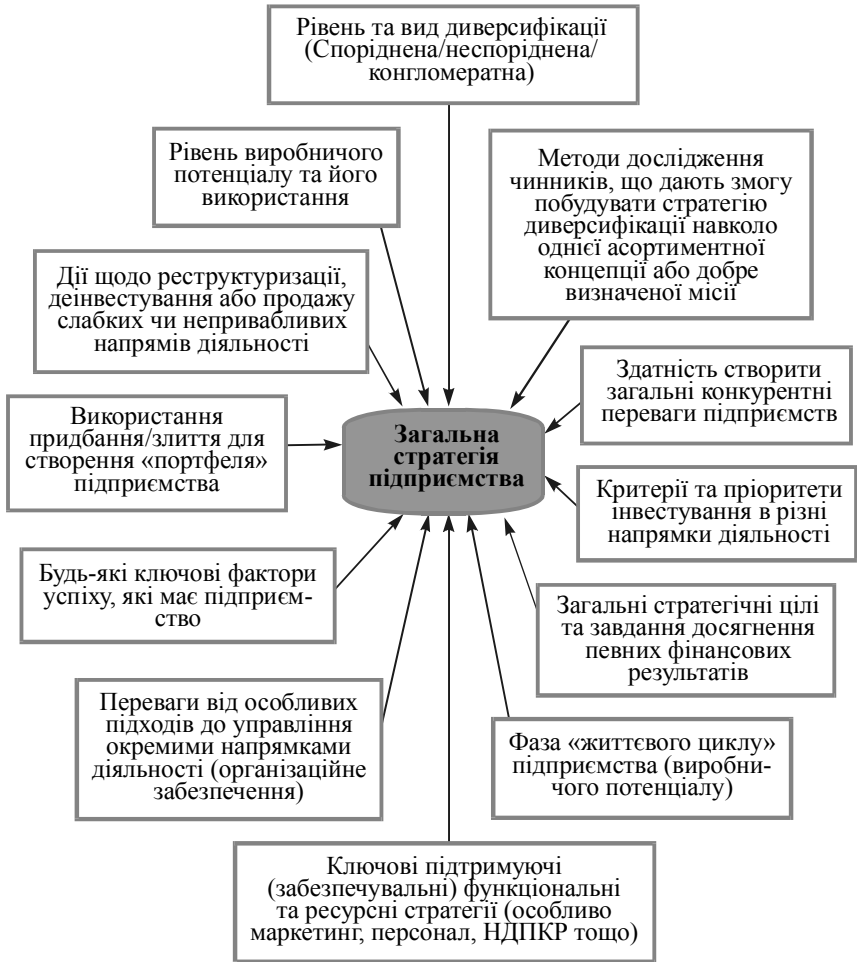 Рівень та вид диверсифікації
(Споріднена/неспоріднена/
конгломератна)
Рівень виробничого
потенціалу та його
використання
Методи дослідження
чинників, що дають змогу
побудувати стратегію
диверсифікації навколо
однієї асортиментної
концепції або добре
визначеної місії
Дії щодо реструктуризації,
деінвестування або продажу
слабких чи непривабливих
напрямів діяльності
Здатність створити
загальні конкурентні
переваги підприємств
Використання
придбання/злиття для
створення «портфеля»
підприємства
Загальна
стратегія
підприємства
Критерії та пріоритети
інвестування в різні
напрямки діяльності
Будь-які ключові фактори
успіху, які має підприєм-
ство
Загальні стратегічні цілі
та завдання досягнення
певних фінансових
результатів
Переваги від особливих
підходів до управління
окремими напрямками
діяльності (організаційне
забезпечення)
Фаза «життєвого циклу»
підприємства (виробни-
чого потенціалу)
Ключові підтримуючі
(забезпечувальні) функціональні
та ресурсні стратегії (особливо
маркетинг, персонал, НДПКР тощо)